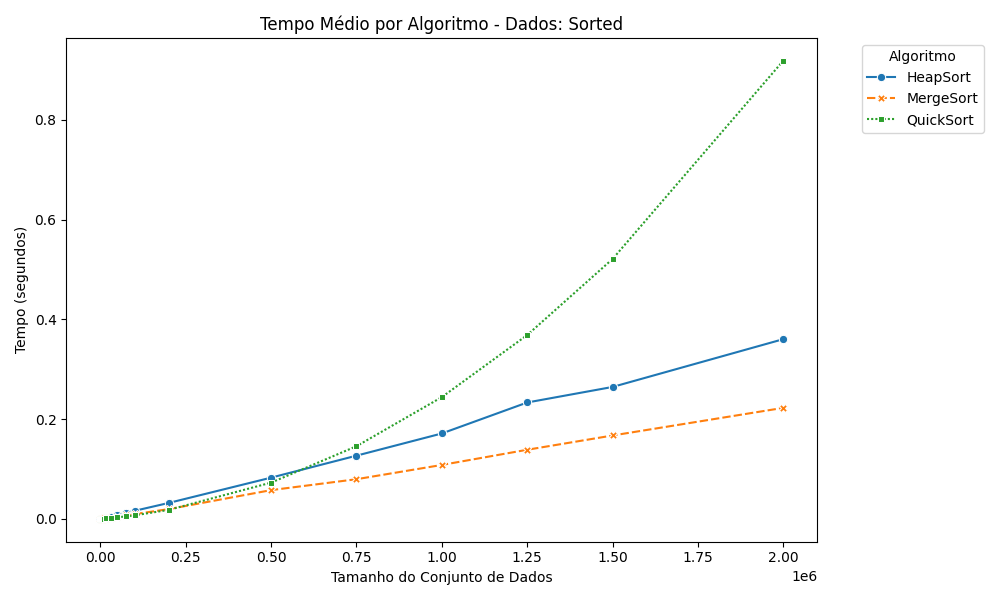 Tempo Médio por Algoritmo - Dados: Sorted
Algoritmo
HeapSort
MergeSort
QuickSort
Tempo (segundos)
0.8
0.6
0.4
0.2
0.0
0.00 0.25 0.50 0.75 1.00 1.25 1.50 1.75 2.00
1e6
Tamanho do Conjunto de Dados